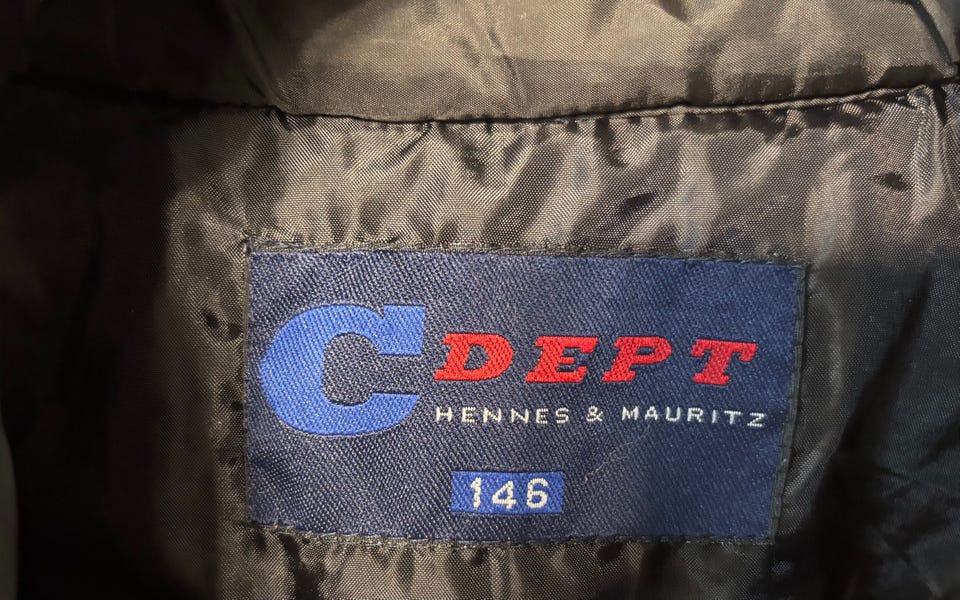 C DEPT
HENNES & MAURITZ
146